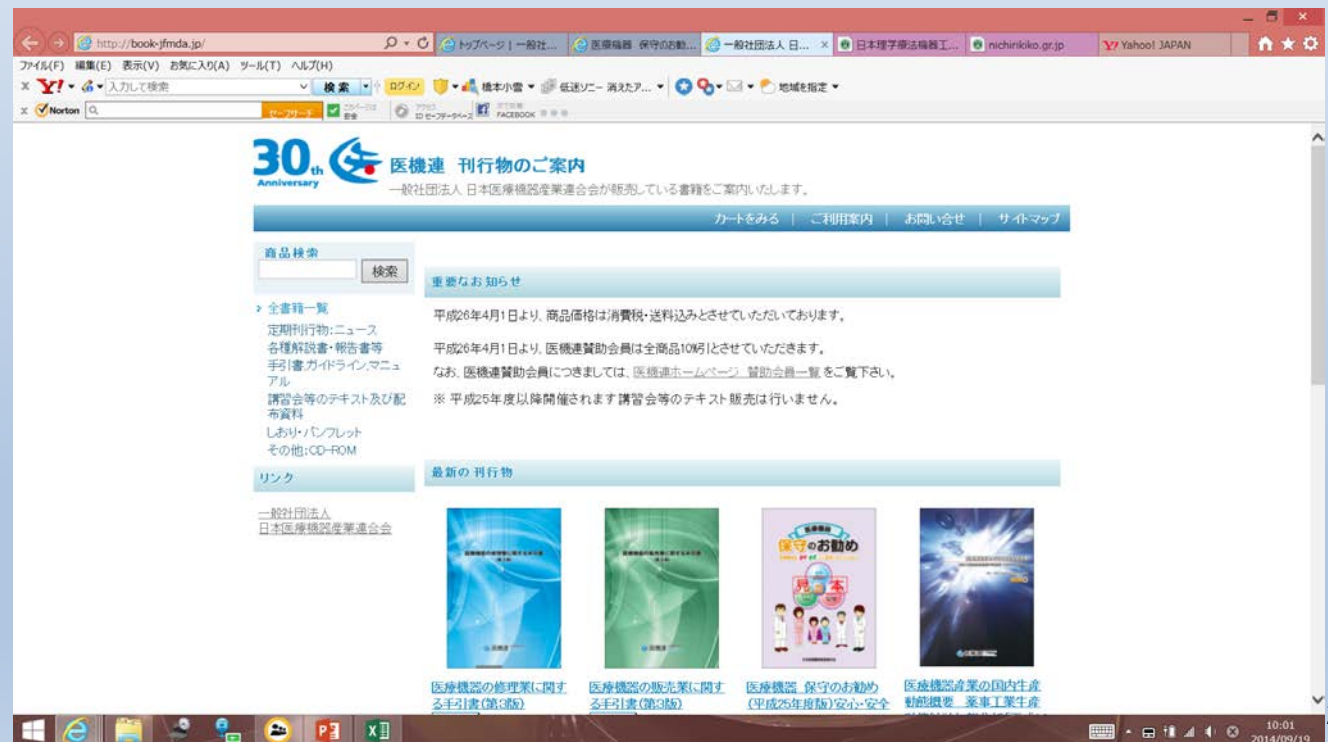 http://book-jfmda.jp/
トップページ | 一般社...
医療機器 保守のお勧...
一般社団法人 日...
日本理学療法機器工...
nichirikiko.gr.jp
Yahoo! JAPAN
ファイル(F) 編集(E) 表示(V) お気に入り(A) ツール(T) ヘルプ(H)
x Y! 入力して検索 検索 ログイン 橋本小雪 低迷ソニー 消えたア... 地域を指定
x Norton セーフサーチ 安全 FACEBOOK
30th Anniversary
医機連 刊行物のご案内
一般社団法人 日本医療機器産業連合会が販売している書籍をご案内いたします。
カートをみる | ご利用案内 | お問い合せ | サイトマップ
商品検索
検索
全書籍一覧
定期刊行物:ニュース
各種解説書・報告書等
手引書,ガイドライン,マニュ
アル
講習会等のテキスト及び配
布資料
しおり・パンフレット
その他:CD-ROM
リンク
一般社団法人
日本医療機器産業連合会
重要なお知らせ
平成26年4月1日より、商品価格は消費税・送料込みとさせていただいております。
平成26年4月1日より、医機連賛助会員は全商品10%引とさせていただきます。
なお、医機連賛助会員につきましては、医機連ホームページ 賛助会員一覧 をご覧下さい。
※ 平成25年度以降開催されます講習会等のテキスト販売は行いません。
最新の刊行物
医療機器
保守のお勧め
見本
医療機器の修理業に関す
る手引書(第3版)
医療機器の販売業に関す
る手引書(第3版)
医療機器 保守のお勧め
(平成25年度版)安心・安全
医療機器産業の国内生産
動態概要 薬事工業生産
10:01
2014/09/19